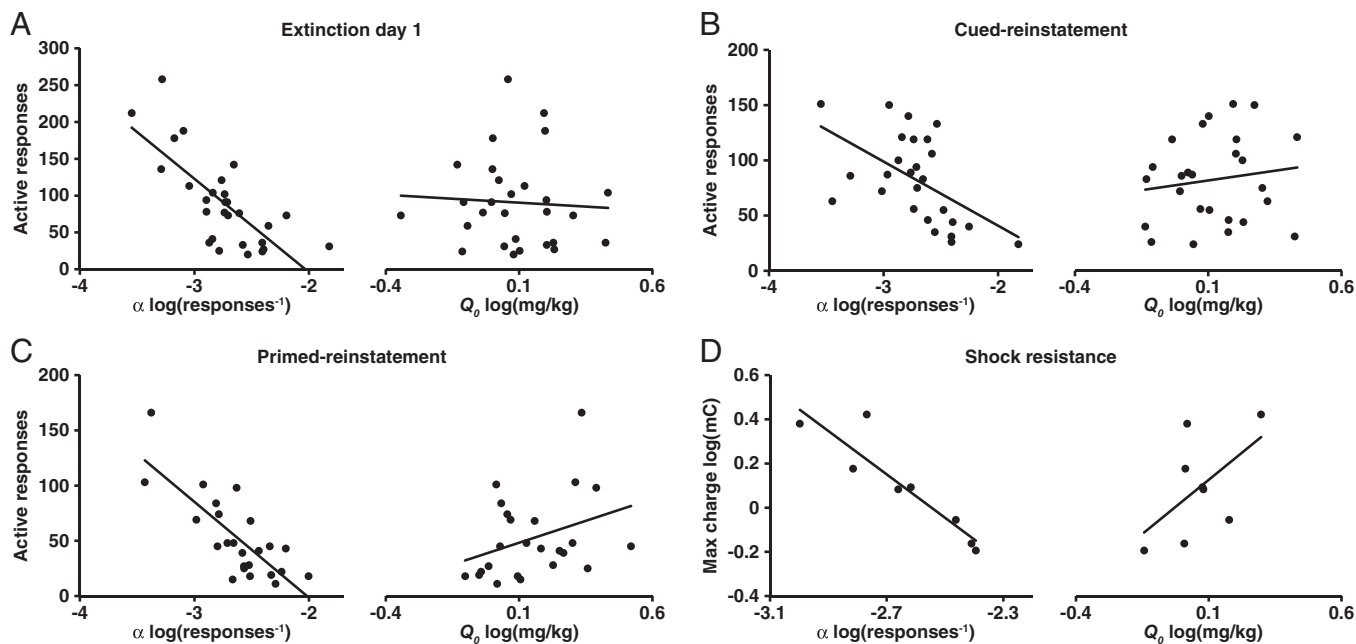 A
Extinction day 1
Active responses
300
250
200
150
100
50
0
-4
-3
-2
α log(responses⁻¹)
-0.4
0.1
0.6
Q₀ log(mg/kg)
B
Cued-reinstatement
Active responses
200
150
100
50
0
-4
-3
-2
α log(responses⁻¹)
-0.4
0.1
0.6
Q₀ log(mg/kg)
C
Primed-reinstatement
Active responses
200
150
100
50
0
-4
-3
-2
α log(responses⁻¹)
-0.4
0.1
0.6
Q₀ log(mg/kg)
D
Shock resistance
Max charge log(mC)
0.6
0.4
0.2
0
-0.2
-0.4
-3.1
-2.7
-2.3
α log(responses⁻¹)
-0.4
0.1
0.6
Q₀ log(mg/kg)